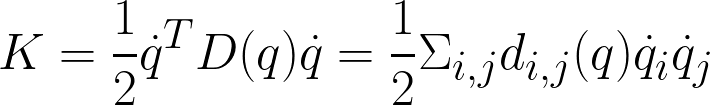 K = \frac{1}{2} \dot{q}^T D(q) \dot{q} = \frac{1}{2} \Sigma_{i,j} d_{i,j}(q) \dot{q}_i \dot{q}_j